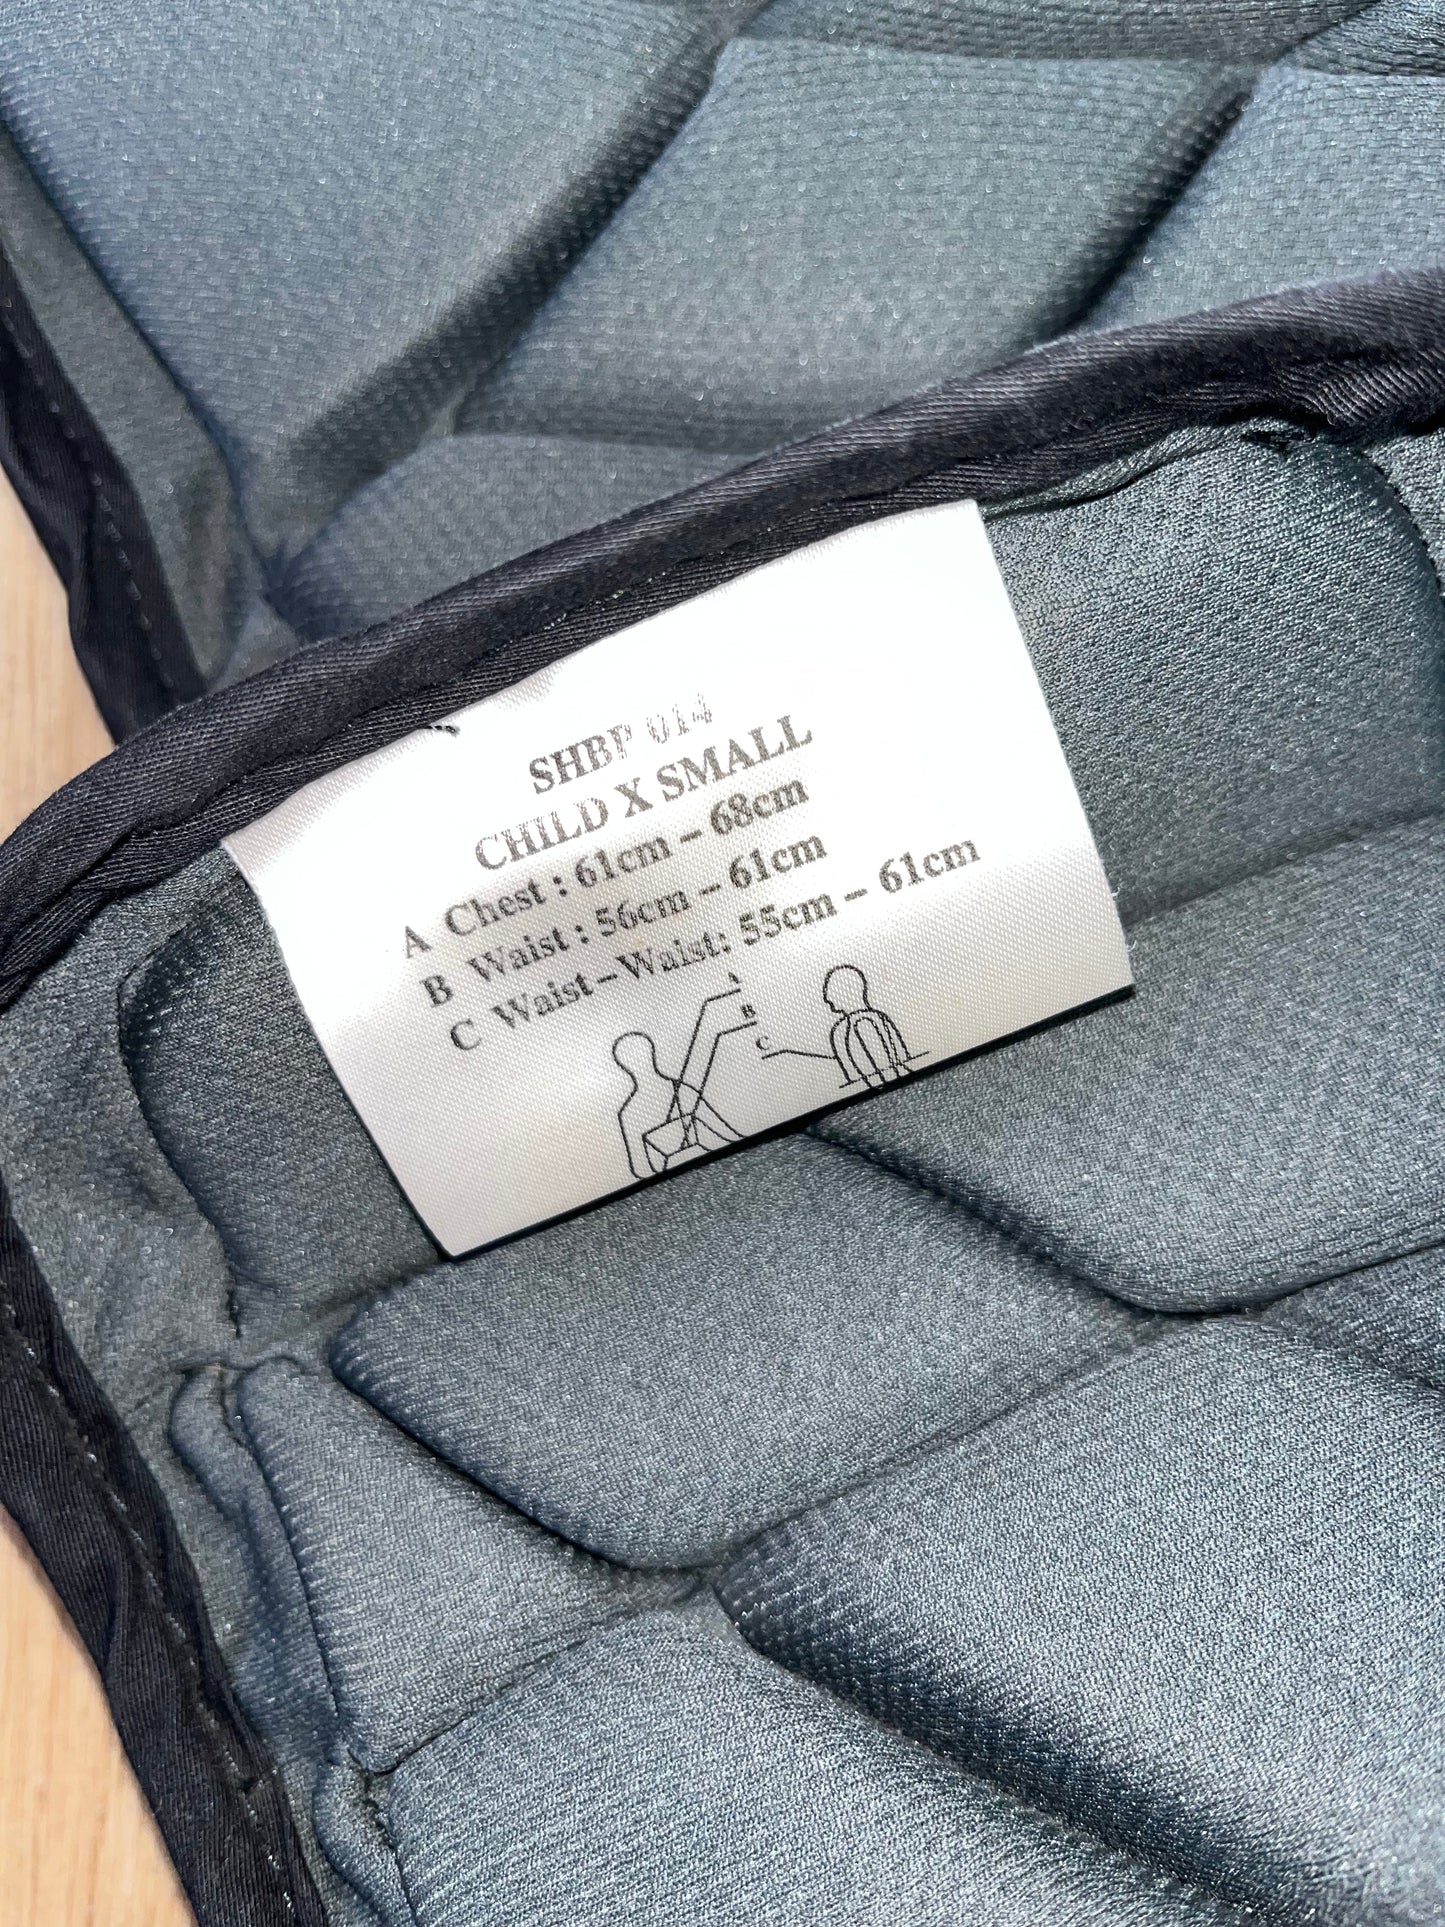 SHBP 014
CHILD X SMALL
A Chest : 61cm – 68cm
B Waist : 56cm – 61cm
C Waist–Waist: 55cm – 61cm
A
B
C